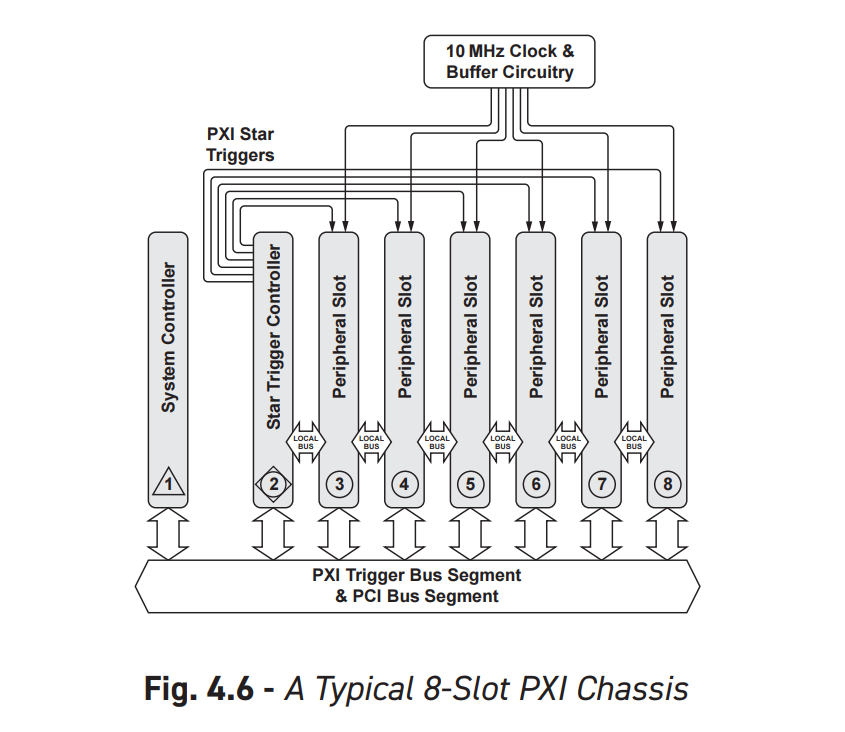 10 MHz Clock &
Buffer Circuitry
PXI Star
Triggers
System Controller
Star Trigger Controller
Peripheral Slot
Peripheral Slot
Peripheral Slot
Peripheral Slot
Peripheral Slot
Peripheral Slot
LOCAL
BUS
LOCAL
BUS
LOCAL
BUS
LOCAL
BUS
LOCAL
BUS
LOCAL
BUS
1
2
3
4
5
6
7
8
PXI Trigger Bus Segment
& PCI Bus Segment
Fig. 4.6 - A Typical 8-Slot PXI Chassis